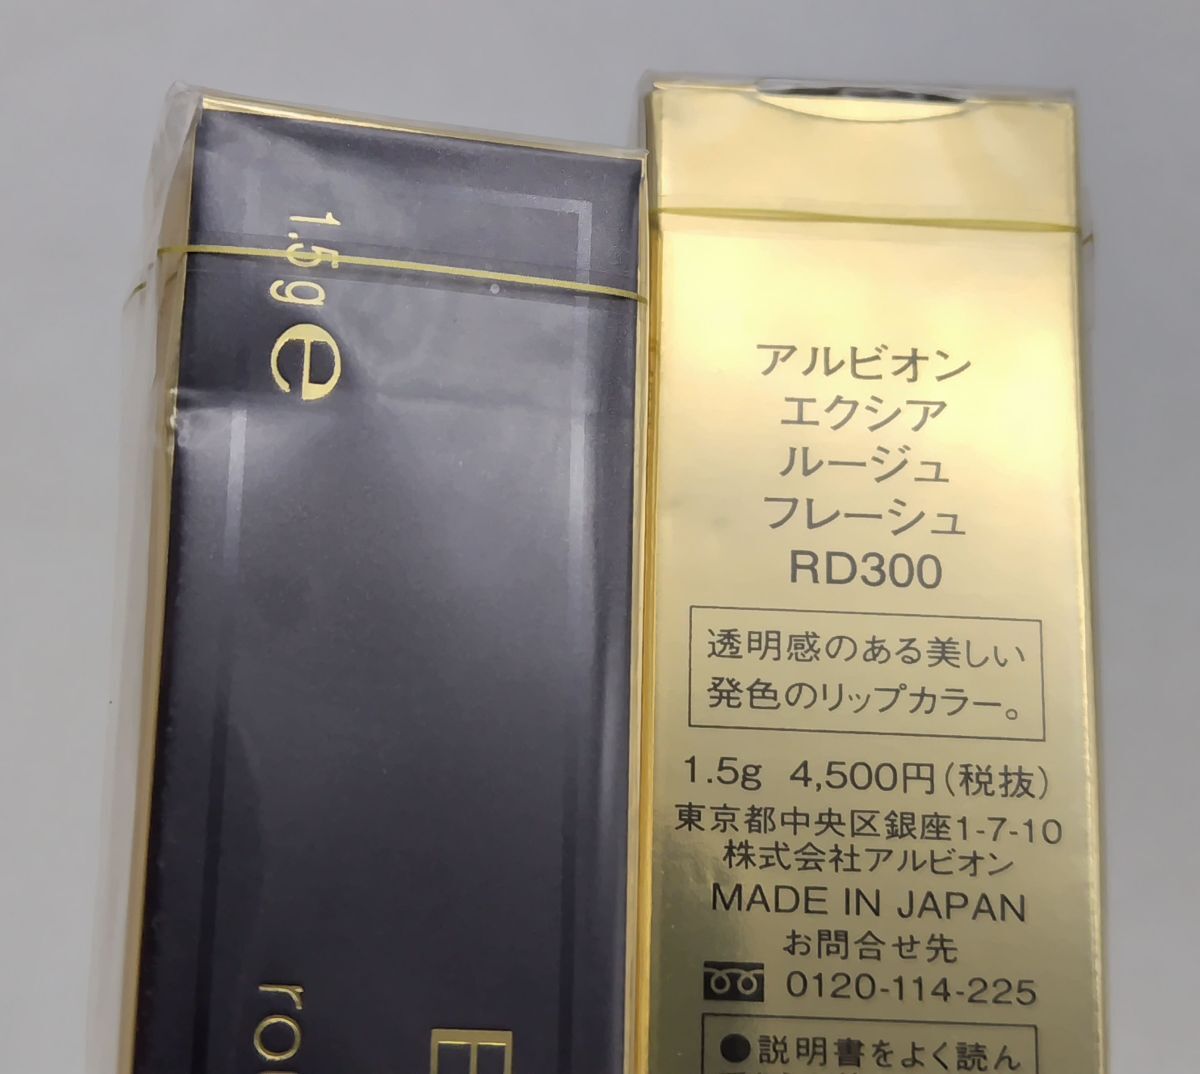 1.5g e
rou
E
アルビオン
エクシア
ルージュ
フレーシュ
RD300
透明感のある美しい
発色のリップカラー。
1.5g 4,500円(税抜)
東京都中央区銀座1-7-10
株式会社アルビオン
MADE IN JAPAN
お問合せ先
0120-114-225
●説明書をよく読ん